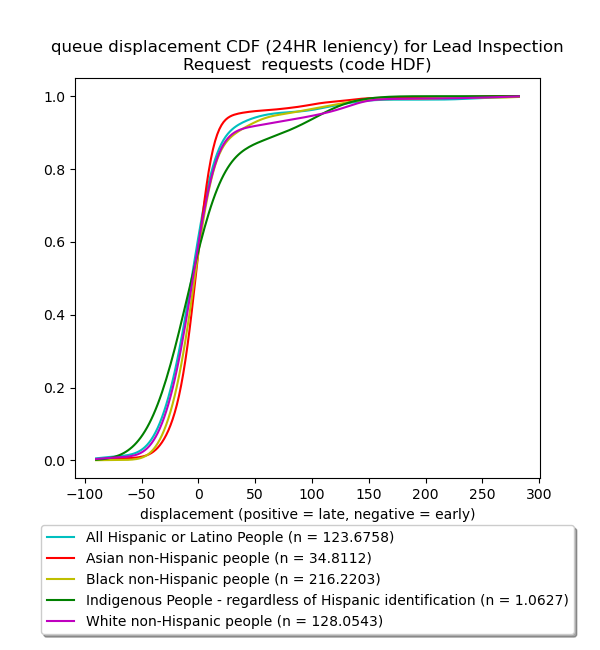 queue displacement CDF (24HR leniency) for Lead Inspection
Request  requests (code HDF)
1.0
0.8
0.6
0.4
0.2
0.0
−100 −50 0 50 100 150 200 250 300
displacement (positive = late, negative = early)
All Hispanic or Latino People (n = 123.6758)
Asian non-Hispanic people (n = 34.8112)
Black non-Hispanic people (n = 216.2203)
Indigenous People - regardless of Hispanic identification (n = 1.0627)
White non-Hispanic people (n = 128.0543)